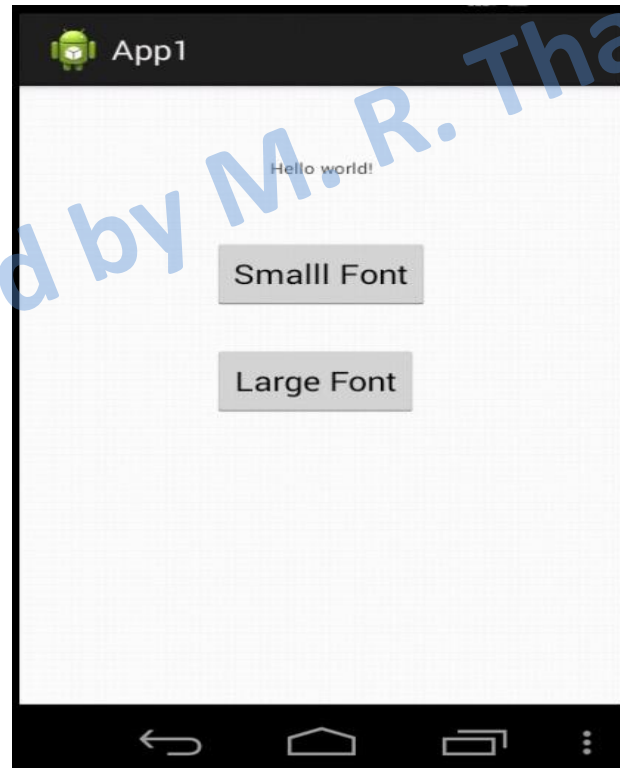 App1
Hello world!
Smalll Font
Large Font
d by M. R. Tha